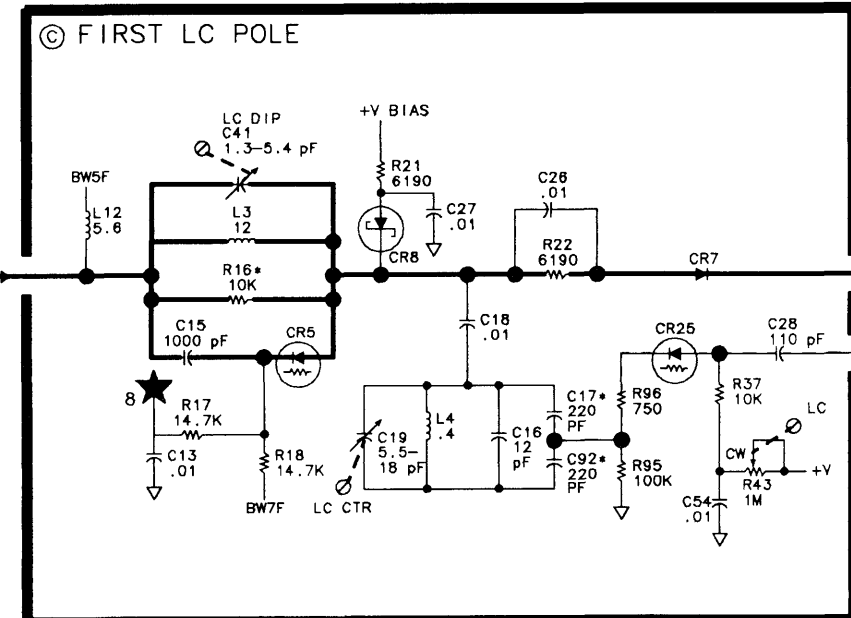 © FIRST LC POLE
LC DIP
C41
1.3–5.4 pF
+V BIAS
R21
6190
BW5F
L12
5.6
L3
12
C27
.01
CR8
C26
.01
R22
6190
R16*
10K
CR7
C15
1000 pF
CR5
C18
.01
CR25
C28
110 pF
8
R17
14.7K
C13
.01
R18
14.7K
BW7F
C19
5.5–
18 pF
LC CTR
L4
.4
C16
12
pF
C17*
220
PF
C92*
220
PF
R96
750
R95
100K
R37
10K
LC
CW
R43
1M
+V
C54
.01